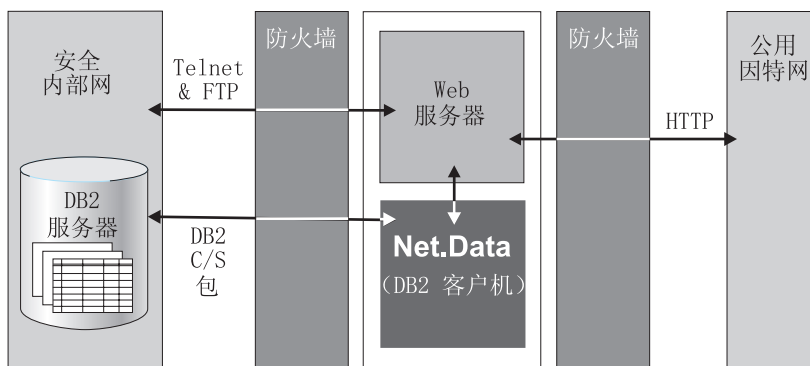 安全
内部网
DB2
服务器
Telnet
& FTP
DB2
C/S
包
防火墙
Web
服务器
Net.Data
(DB2 客户机)
防火墙
HTTP
公用
因特网